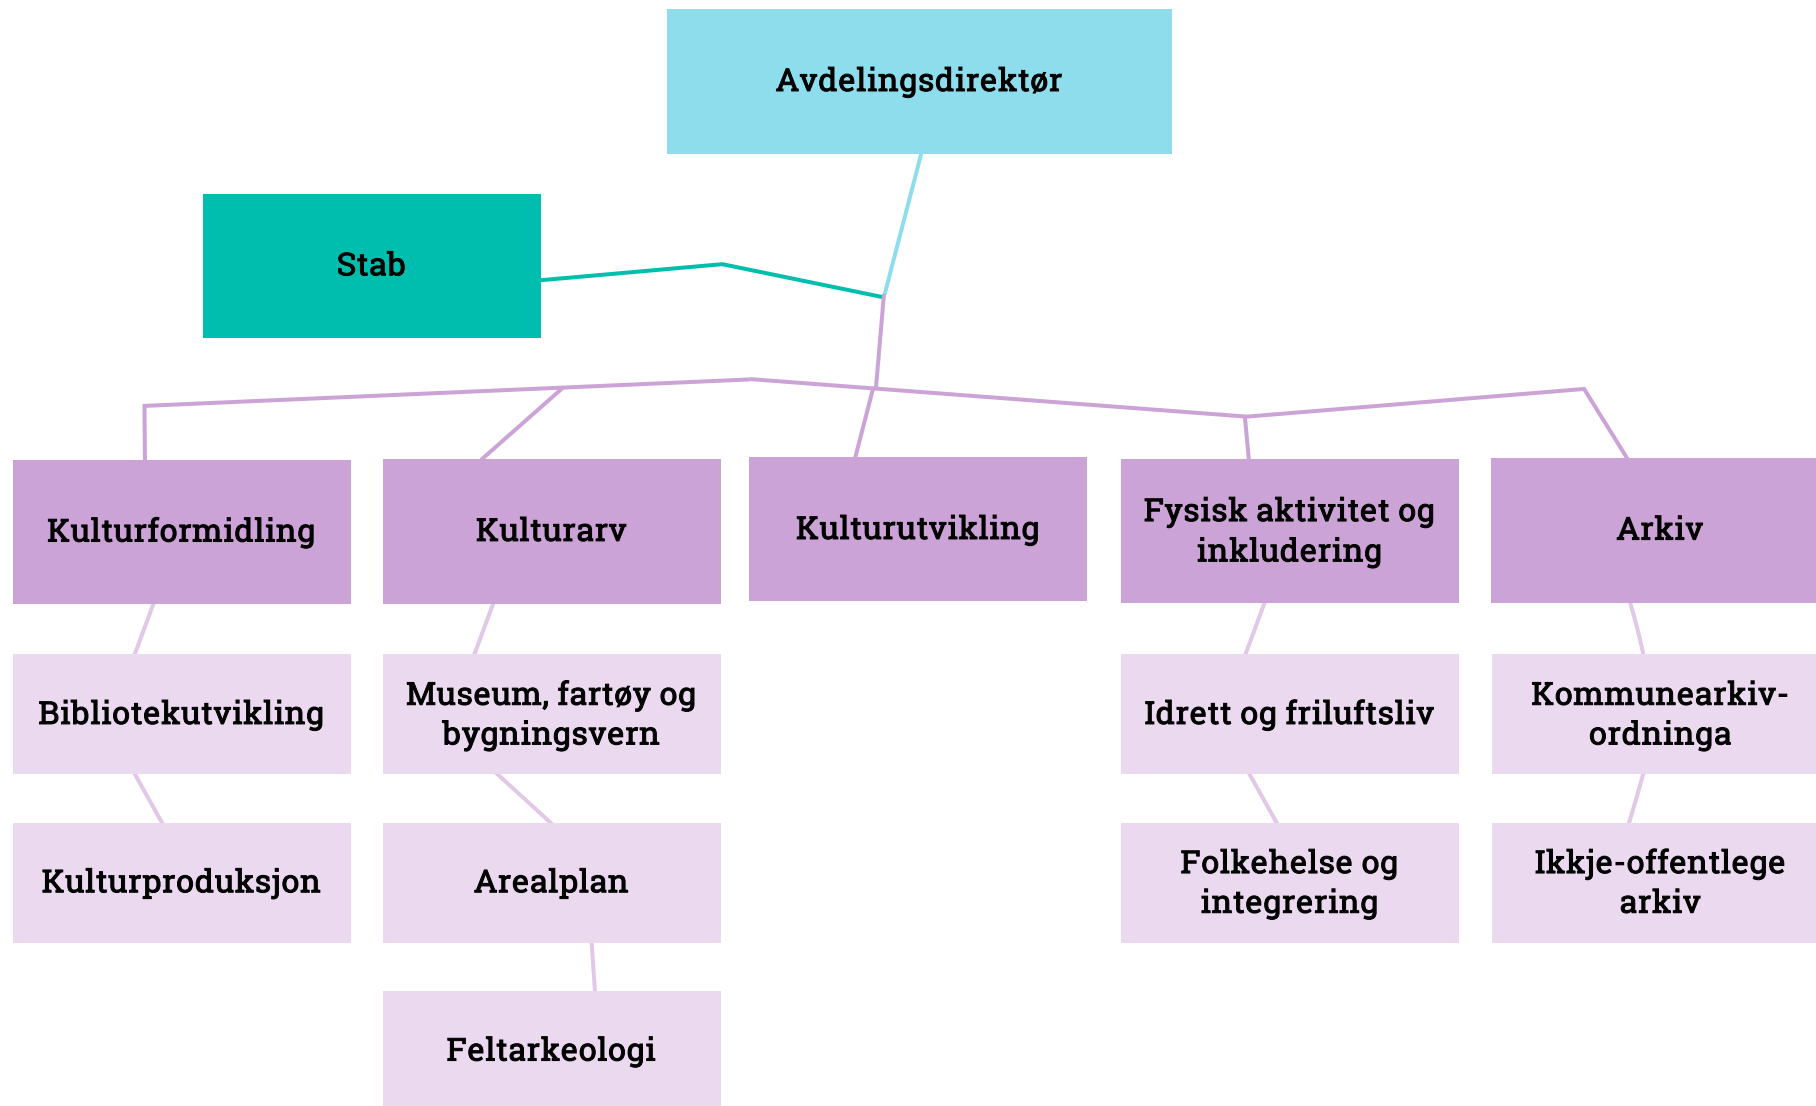 Avdelingsdirektør
Stab
Kulturformidling
Kulturarv
Kulturutvikling
Fysisk aktivitet og
inkludering
Arkiv
Bibliotekutvikling
Museum, fartøy og
bygningsvern
Idrett og friluftsliv
Kommunearkiv-
ordninga
Kulturproduksjon
Arealplan
Folkehelse og
integrering
Ikkje-offentlege
arkiv
Feltarkeologi